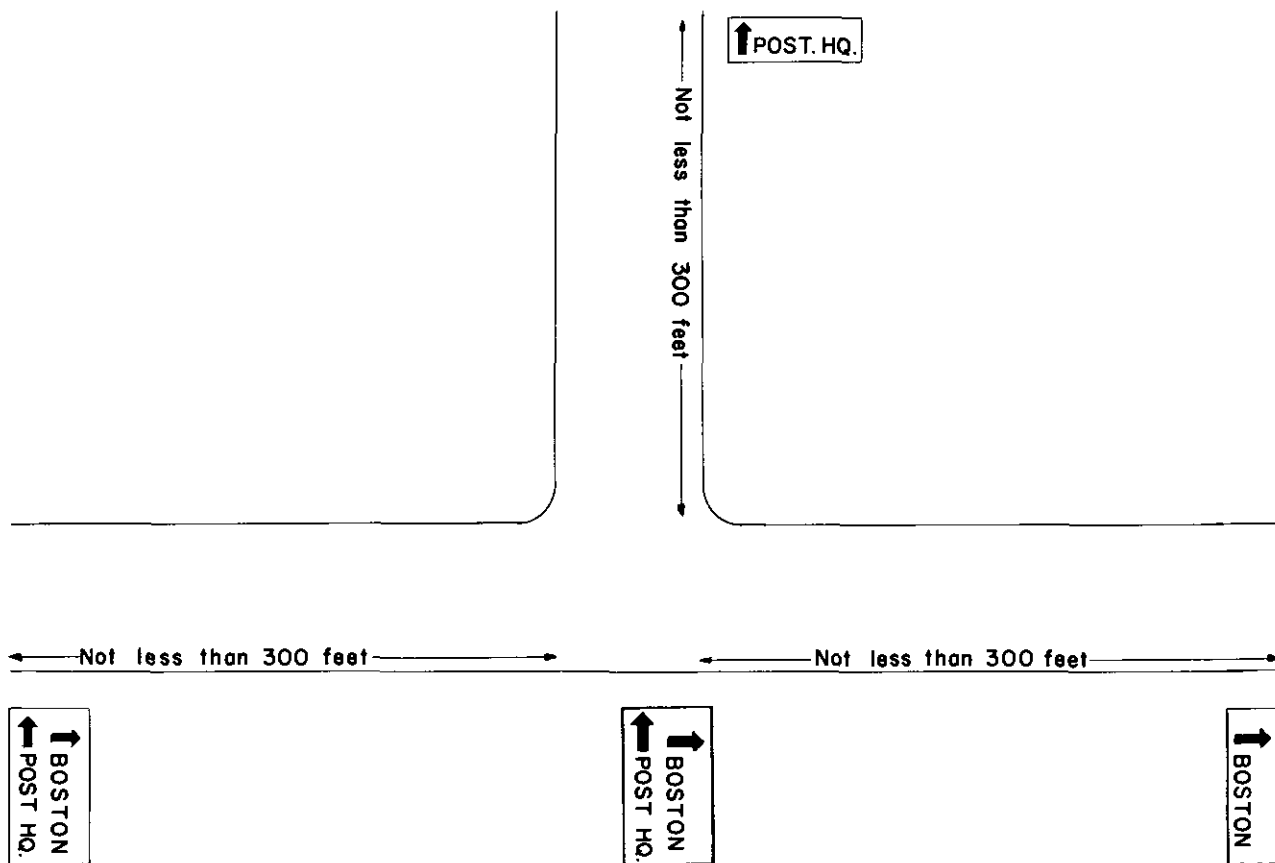 POST. HQ.
Not less than 300 feet
Not less than 300 feet
Not less than 300 feet
BOSTON
POST HQ.
BOSTON
POST HQ.
BOSTON